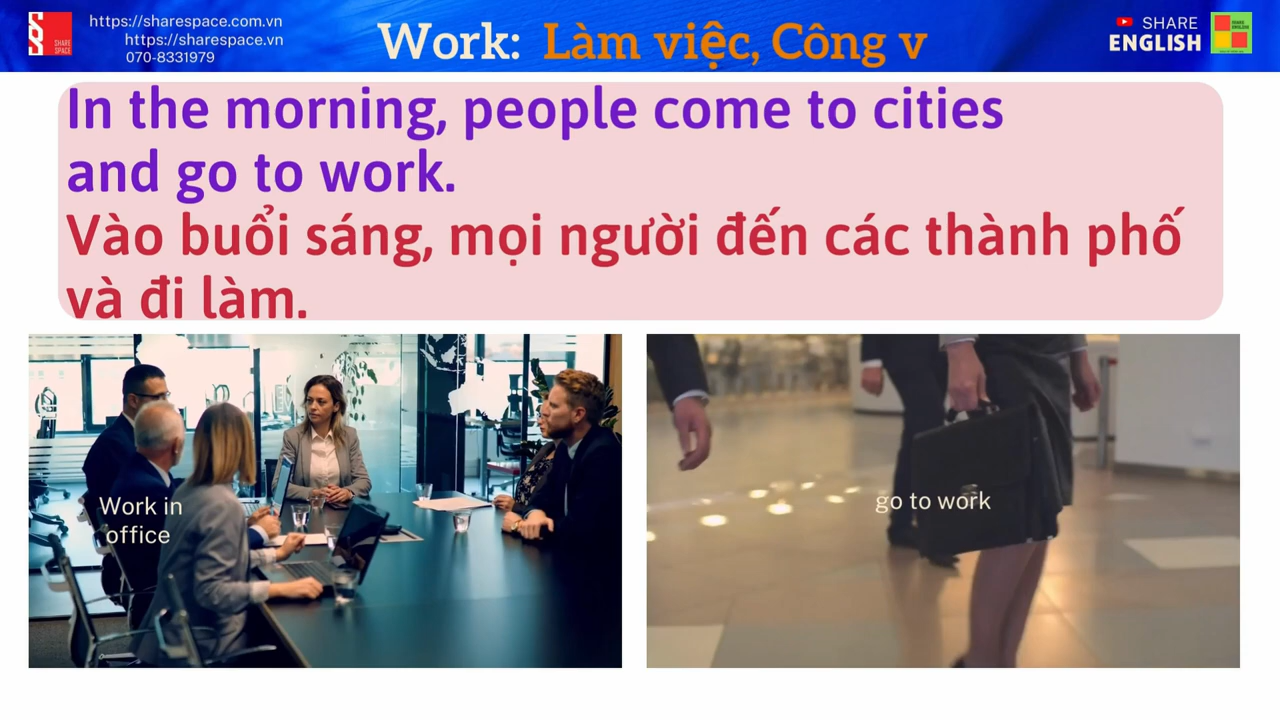 https://sharespace.com.vn
https://sharespace.vn
070-8331979
SHARE
SPACE
Work: Làm việc, Công v
SHARE
ENGLISH
In the morning, people come to cities
and go to work.
Vào buổi sáng, mọi người đến các thành phố
và đi làm.
Work in
office
go to work